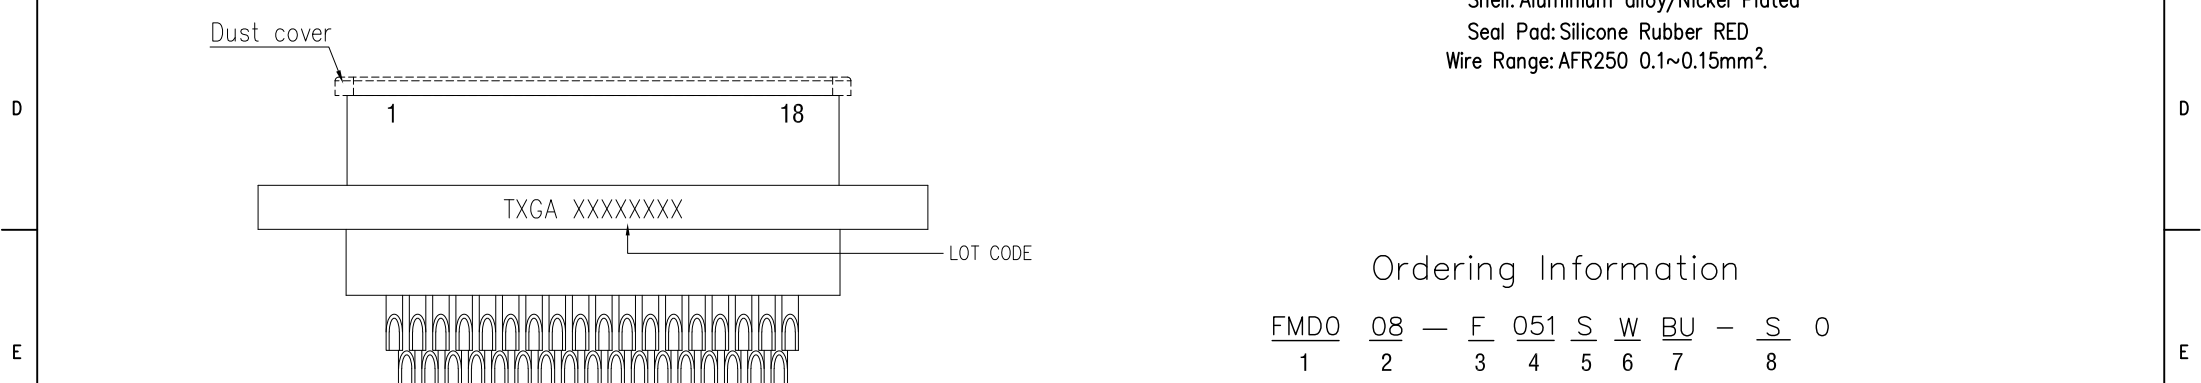 Shell: Aluminium alloy/Nickel Plated
Dust cover
Seal Pad: Silicone Rubber RED
Wire Range: AFR250 0.1~0.15mm².
D
1
18
D
TXGA XXXXXXXX
LOT CODE
Ordering Information
FMD0 08 — F 051 S W BU - S 0
1 2 3 4 5 6 7 8
E
E